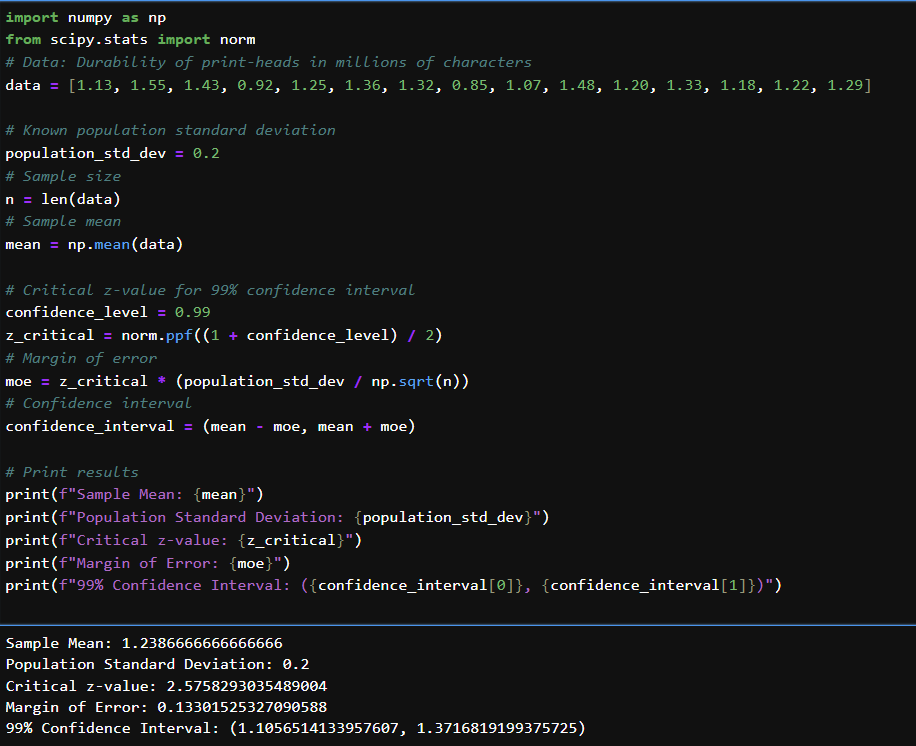 import numpy as np
from scipy.stats import norm
# Data: Durability of print-heads in millions of characters
data = [1.13, 1.55, 1.43, 0.92, 1.25, 1.36, 1.32, 0.85, 1.07, 1.48, 1.20, 1.33, 1.18, 1.22, 1.29]
# Known population standard deviation
population_std_dev = 0.2
# Sample size
n = len(data)
# Sample mean
mean = np.mean(data)
# Critical z-value for 99% confidence interval
confidence_level = 0.99
z_critical = norm.ppf((1 + confidence_level) / 2)
# Margin of error
moe = z_critical * (population_std_dev / np.sqrt(n))
# Confidence interval
confidence_interval = (mean - moe, mean + moe)
# Print results
print(f"Sample Mean: {mean}")
print(f"Population Standard Deviation: {population_std_dev}")
print(f"Critical z-value: {z_critical}")
print(f"Margin of Error: {moe}")
print(f"99% Confidence Interval: ({confidence_interval[0]}, {confidence_interval[1]})")
Sample Mean: 1.2386666666666666
Population Standard Deviation: 0.2
Critical z-value: 2.5758293035489004
Margin of Error: 0.13301525327090588
99% Confidence Interval: (1.1056514133957607, 1.3716819199375725)